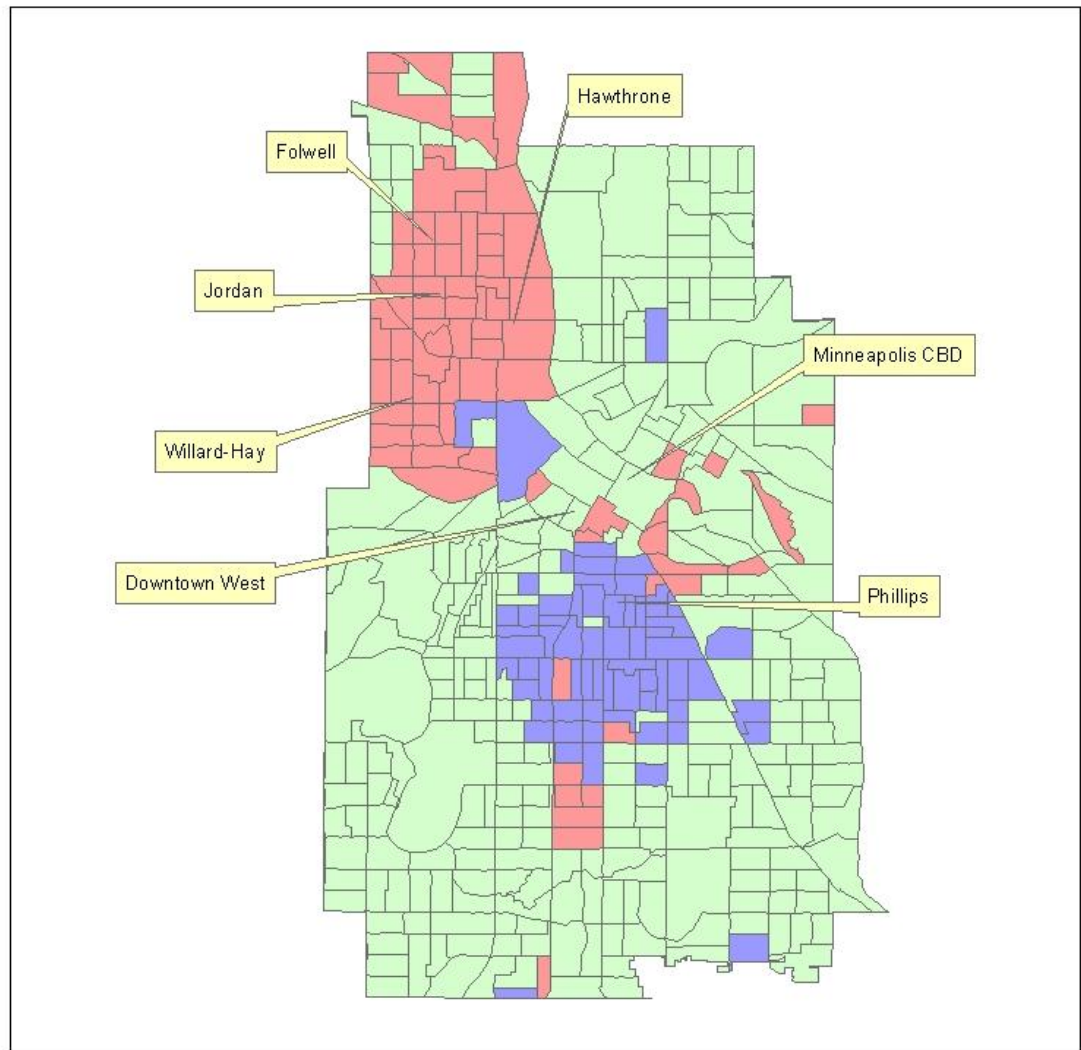 Hawthrone
Folwell
Jordan
Minneapolis CBD
Willard-Hay
Downtown West
Phillips